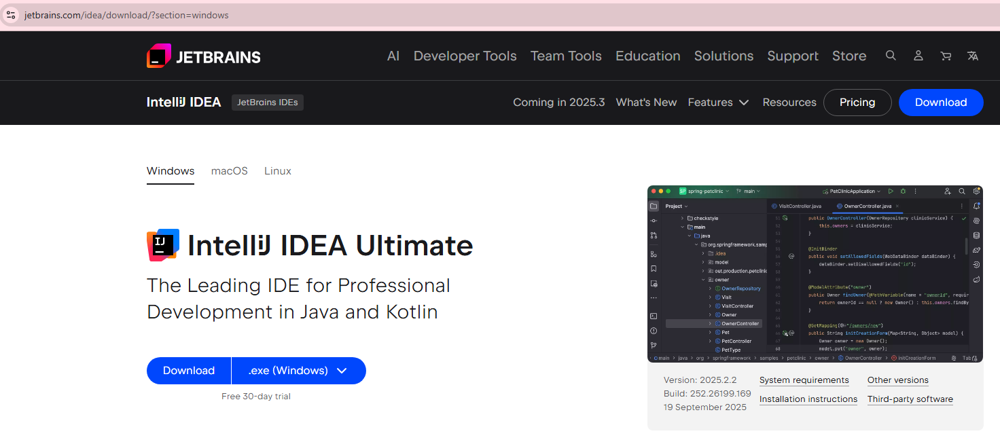 jetbrains.com/idea/download/?section=windows
JETBRAINS
AI Developer Tools Team Tools Education Solutions Support Store
IntelliJ IDEA JetBrains IDEs
Coming in 2025.3 What's New Features Resources Pricing Download
Windows macOS Linux
IJ
IntelliJ IDEA Ultimate
The Leading IDE for Professional
Development in Java and Kotlin
Download .exe (Windows)
Free 30-day trial
SP spring-petclinic main PetClinicApplication
Project
VisitController.java OwnerController.java
checkstyle
main
java
org.springframework.samp
.idea
model
out.production.petclinic
owner
OwnerRepository
Visit
VisitController
Owner
OwnerController
Pet
PetController
PetType
public OwnerController(OwnerRepository clinicService) {
this.owners = clinicService;
}
@InitBinder
public void setAllowedFields(WebDataBinder dataBinder) {
dataBinder.setDisallowedFields("id");
}
@ModelAttribute("owner")
public Owner findOwner(@PathVariable(name = "ownerId", requir
return ownerId == null ? new Owner() : this.owners.findBy
}
@GetMapping("/owners/new")
public String initCreationForm(Map<String, Object> model) {
Owner owner = new Owner();
68 model.put("owner", owner);
main > java > org > springframework > samples > petclinic > owner > OwnerController > initCreationForm Tab
Version: 2025.2.2
Build: 252.26199.169
19 September 2025
System requirements
Installation instructions
Other versions
Third-party software